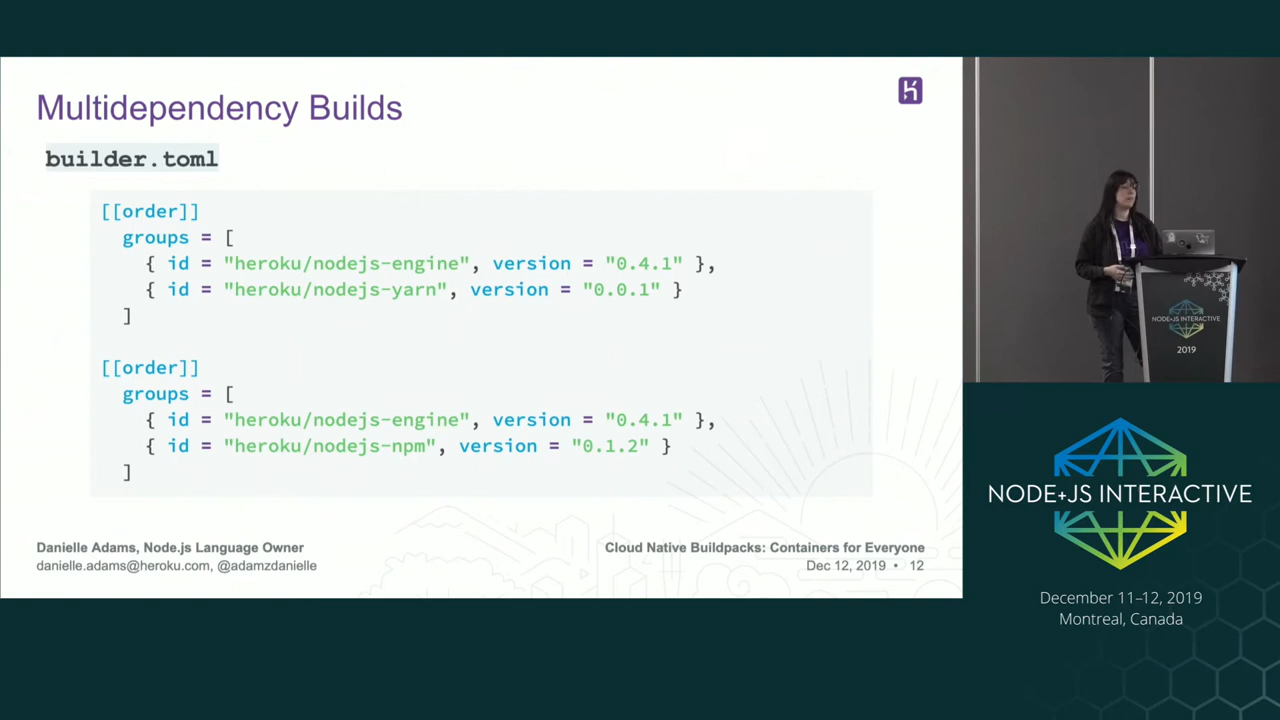 Multidependency Builds
builder.toml
[[order]]
groups = [
{ id = "heroku/nodejs-engine", version = "0.4.1" },
{ id = "heroku/nodejs-yarn", version = "0.0.1" }
]
[[order]]
groups = [
{ id = "heroku/nodejs-engine", version = "0.4.1" },
{ id = "heroku/nodejs-npm", version = "0.1.2" }
]
Danielle Adams, Node.js Language Owner
danielle.adams@heroku.com, @adamzdanielle
Cloud Native Buildpacks: Containers for Everyone
Dec 12, 2019 • 12
NODE+JS INTERACTIVE
2019
NODE+JS INTERACTIVE
December 11–12, 2019
Montreal, Canada